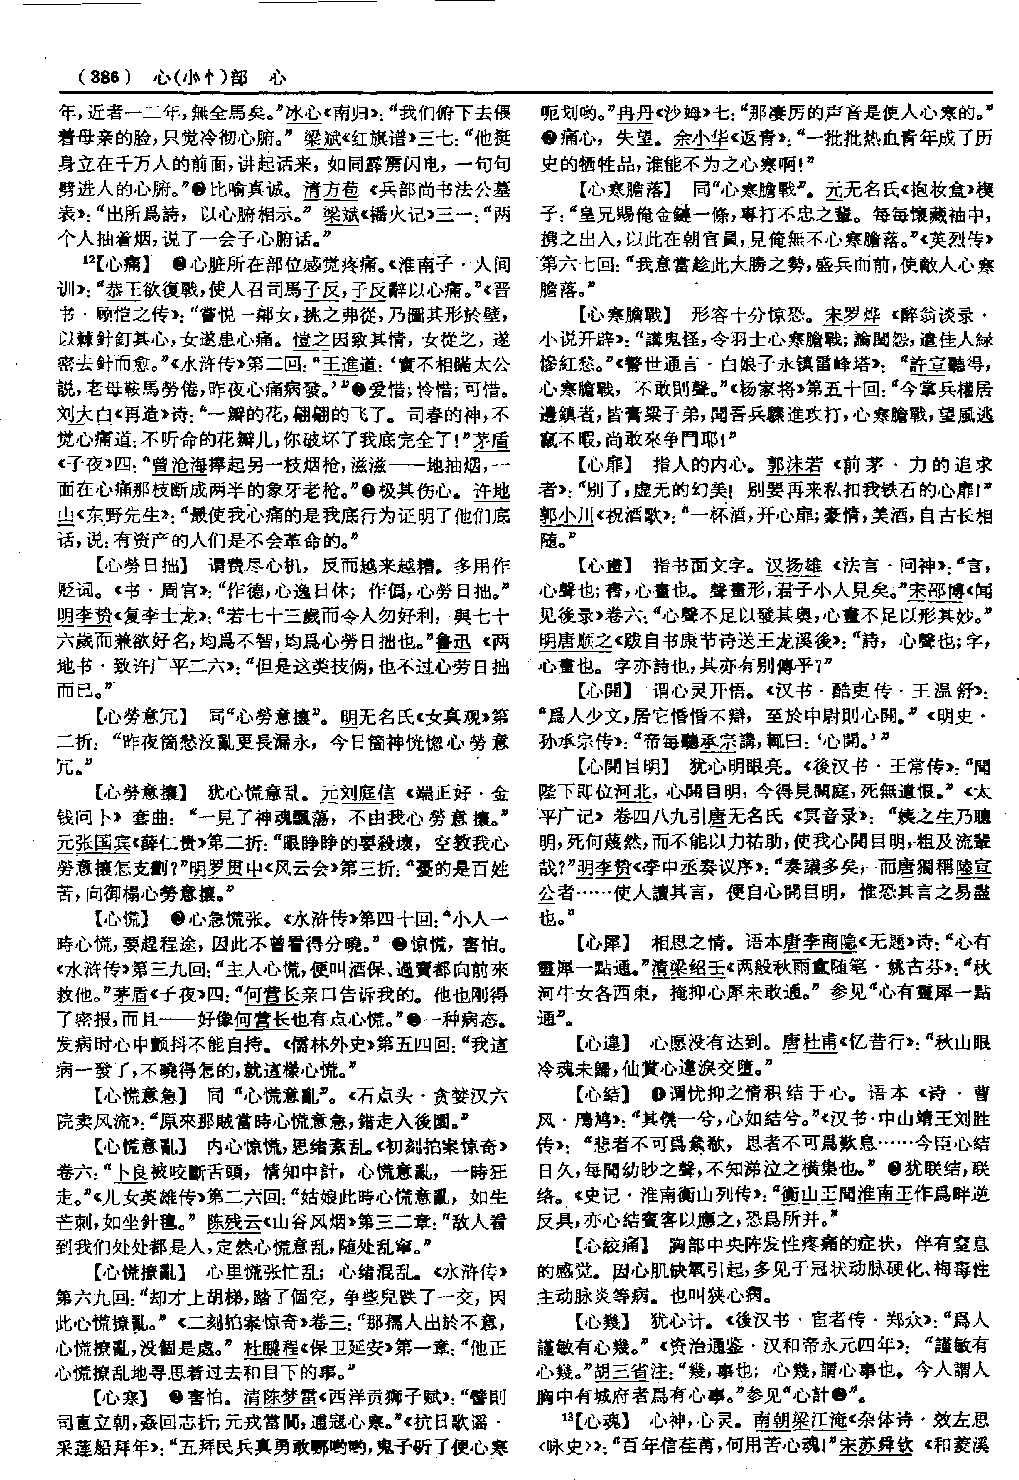 （386） 心(⺗忄)部 心
年，近者一二年，無全馬矣。”冰心《南归》：“我们俯下去偎
着母亲的脸，只觉冷彻心腑。” 梁斌《红旗谱》三七：“他挺
身立在千万人的前面，讲起话来，如同霹雳闪电，一句句
劈进人的心腑。”❷比喻真诚。清方苞《兵部尚书法公墓
表》：“出所爲詩，以心腑相示。” 梁斌《播火记》三一：“两
个人抽着烟，说了一会子心腑话。”
12【心痛】 ❶心脏所在部位感觉疼痛。《淮南子·人间
训》：“恭王欲復戰，使人召司馬子反，子反辭以心痛。”《晋
书·顾恺之传》：“嘗悦一鄰女，挑之弗從，乃圖其形於壁，
以棘針釘其心，女遂患心痛。愷之因致其情，女從之，遂
密去針而愈。”《水浒传》第二回：“王進道：‘實不相瞞太公
説，老母鞍馬勞倦，昨夜心痛病發。’”❷爱惜；怜惜；可惜。
刘大白《再造》诗：“一瓣的花，翩翩的飞了。司春的神，不
觉心痛道：不听命的花瓣儿，你破坏了我底完全了！”茅盾
《子夜》四：“曾沧海捧起另一枝烟枪，滋滋——地抽烟，一
面在心痛那枝断成两半的象牙老枪。”❸极其伤心。许地
山《东野先生》：“最使我心痛的是我底行为证明了他们底
话，说：有资产的人们是不会革命的。”
【心勞日拙】 谓费尽心机，反而越来越糟。多用作
贬词。《书·周官》：“作德，心逸日休；作僞，心勞日拙。”
明李贽《复李士龙》：“若七十三歲而令人勿好利，與七十
六歲而兼欲好名，均爲不智，均爲心勞日拙也。”鲁迅《两
地书·致许广平二六》：“但是这类技俩，也不过心劳日拙
而已。”
【心勞意冗】 同“心勞意攘”。明无名氏《女真观》第
二折：“昨夜箇愁没亂更長漏永，今日箇神恍惚心勞意
冗。”
【心勞意攘】 犹心慌意乱。元刘庭信《端正好·金
钱问卜》套曲：“一見了神魂飄蕩，不由我心勞意攘。”
元张国宾《薛仁贵》第二折：“眼睁睁的要殺壞，空教我心
勞意攘怎支劃？”明罗贯中《风云会》第三折：“憂的是百姓
苦，向御榻心勞意攘。”
【心慌】 ❶心急慌张。《水浒传》第四十回：“小人一
時心慌，要趕程途，因此不曾看得分曉。” ❷惊慌，害怕。
《水浒传》第三九回：“主人心慌，便叫酒保、過賣都向前來
救他。”茅盾《子夜》四：“何营长亲口告诉我的。他也刚得
了密报，而且——好像何营长也有点心慌。”❸一种病态。
发病时心中颤抖不能自持。《儒林外史》第五四回：“我這
病一發了，不曉得怎的，就這樣心慌。”
【心慌意急】 同“心慌意亂”。《石点头·贪婪汉六
院卖风流》：“原來那賊當時心慌意急，錯走入後園。”
【心慌意亂】 内心惊慌，思绪紊乱。《初刻拍案惊奇》
卷六：“卜良被咬斷舌頭，情知中計，心慌意亂，一時狂
走。”《儿女英雄传》第二六回：“姑娘此時心慌意亂，如生
芒刺，如坐針氈。” 陈残云《山谷风烟》第三二章：“敌人看
到我们处处都是人，定然心慌意乱，随处乱窜。”
【心慌撩亂】 心里慌张忙乱；心绪混乱。《水浒传》
第六九回：“却才上胡梯，踏了個空，争些兒跌了一交，因
此心慌撩亂。”《二刻拍案惊奇》卷三：“那孺人出於不意，
心慌撩亂，没個是處。” 杜鹏程《保卫延安》第一章：“他正
心慌撩乱地寻思着过去和目下的事。”
【心寒】 ❶害怕。清陈梦雷《西洋贡狮子赋》：“譬則
司直立朝，姦回志折；元戎當閫，遒寇心寒。”《抗日歌谣·
采莲船拜年》：“五拜民兵真勇敢哪哟哟，鬼子听了便心寒
呃划哟。”冉丹《沙姆》七：“那凄厉的声音是使人心寒的。”
❷痛心，失望。余小华《返青》：“一批批热血青年成了历
史的牺牲品，谁能不为之心寒啊！”
【心寒膽落】 同“心寒膽戰”。元无名氏《抱妆盒》楔
子：“皇兄賜俺金鎚一條，專打不忠之輩。每每懷藏袖中，
携之出入，以此在朝官員，見俺無不心寒膽落。”《英烈传》
第六七回：“我意當趁此大勝之勢，盛兵而前，使敵人心寒
膽落。”
【心寒膽戰】 形容十分惊恐。宋罗烨《醉翁谈录·
小说开辟》：“講鬼怪，令羽士心寒膽戰；論閨怨，遣佳人緑
慘紅愁。”《警世通言·白娘子永镇雷峰塔》：“許宣聽得，
心寒膽戰，不敢則聲。”《杨家将》第五十回：“今掌兵權居
邊鎮者，皆膏粱子弟，聞吾兵驟進攻打，心寒膽戰，望風逃
竄不暇，尚敢來争鬥耶！”
【心扉】 指人的内心。郭沫若《前茅·力的追求
者》：“别了，虚无的幻美！别要再来私扣我铁石的心扉！”
郭小川《祝酒歌》：“一杯酒，开心扉；豪情，美酒，自古长相
随。”
【心畫】 指书面文字。汉扬雄《法言·问神》：“言，
心聲也；書，心畫也。聲畫形，君子小人見矣。”宋邵博《闻
见後录》卷六：“心聲不足以發其奥，心畫不足以形其妙。”
明唐顺之《跋自书康节诗送王龙溪後》：“詩，心聲也；字，
心畫也。字亦詩也，其亦有别傳乎？”
【心開】 谓心灵开悟。《汉书·酷吏传·王温舒》：
“爲人少文，居它惛惛不辯，至於中尉則心開。”《明史·
孙承宗传》：“帝每聽承宗講，輒曰：‘心開。’”
【心開目明】 犹心明眼亮。《後汉书·王常传》：“聞
陛下即位河北，心開目明，今得見闕庭，死無遺恨。”《太
平广记》卷四八九引唐无名氏《冥音录》：“姨之生乃聰
明，死何蔑然，而不能以力祐助，使我心開目明，粗及流輩
哉？”明李贽《李中丞奏议序》：“奏議多矣，而唐獨稱陸宣
公者……使人讀其言，便自心開目明，惟恐其言之易盡
也。”
【心犀】 相思之情。语本唐李商隐《无题》诗：“心有
靈犀一點通。”清梁绍壬《两般秋雨盦随笔·姚古芬》：“秋
河牛女各西東，掩抑心犀未敢通。” 参见“心有靈犀一點
通”。
【心違】 心愿没有达到。唐杜甫《忆昔行》：“秋山眼
冷魂未歸，仙賞心違淚交墮。”
【心结】 ❶谓忧抑之情积结于心。语本《诗·曹
风·鳲鸠》：“其儀一兮，心如結兮。”《汉书·中山靖王刘胜
传》：“悲者不可爲絫欷，思者不可爲歎息……今臣心結
日久，每聞幼眇之聲，不知涕泣之横集也。” ❷犹联结，联
络。《史记·淮南衡山列传》：“衡山王聞淮南王作爲畔逆
反具，亦心結賓客以應之，恐爲所并。”
【心絞痛】 胸部中央阵发性疼痛的症状，伴有窒息
的感觉。因心肌缺氧引起，多见于冠状动脉硬化、梅毒性
主动脉炎等病。也叫狭心病。
【心幾】 犹心计。《後汉书·宦者传·郑众》：“爲人
謹敏有心幾。”《资治通鉴·汉和帝永元四年》：“謹敏有
心幾。”胡三省注：“幾，事也；心幾，謂心事也。今人謂人
胸中有城府者爲有心事。”参见“心計❶”。
13【心魂】 心神，心灵。南朝梁江淹《杂体诗·效左思
〈咏史〉》：“百年信荏苒，何用苦心魂！”宋苏舜钦《和菱溪